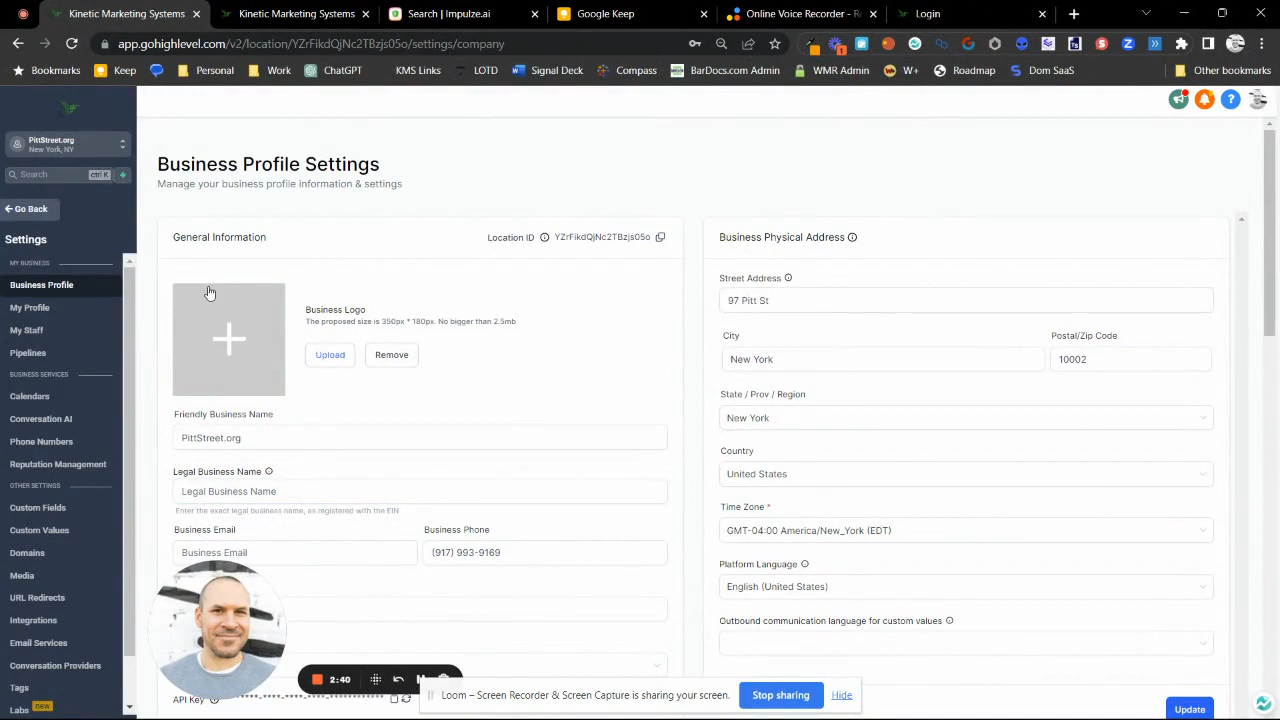 Kinetic Marketing Systems
Kinetic Marketing Systems
Search | Impulze.ai
Google Keep
Online Voice Recorder - Re
Login
app.gohighlevel.com/v2/location/YZrFikdQjNc2TBzjs05o/settings/company
Bookmarks
Keep
Personal
Work
ChatGPT
KMS Links
LOTD
Signal Deck
Compass
BarDocs.com Admin
WMR Admin
W+
Roadmap
Dom SaaS
Other bookmarks
PittStreet.org
New York, NY
Search
ctrl K
Go Back
Settings
MY BUSINESS
Business Profile
My Profile
My Staff
Pipelines
BUSINESS SERVICES
Calendars
Conversation AI
Phone Numbers
Reputation Management
OTHER SETTINGS
Custom Fields
Custom Values
Domains
Media
URL Redirects
Integrations
Email Services
Conversation Providers
Tags
Labs new
Business Profile Settings
Manage your business profile information & settings
General Information
Location ID YZrFikdQjNc2TBzjs05o
Business Logo
The proposed size is 350px * 180px. No bigger than 2.5mb
Upload Remove
Friendly Business Name
PittStreet.org
Legal Business Name
Legal Business Name
Enter the exact legal business name, as registered with the EIN
Business Email Business Phone
Business Email (917) 993-9169
API Key
Business Physical Address
Street Address
97 Pitt St
City Postal/Zip Code
New York 10002
State / Prov / Region
New York
Country
United States
Time Zone *
GMT-04:00 America/New_York (EDT)
Platform Language
English (United States)
Outbound communication language for custom values
Update
2:40
Loom – Screen Recorder & Screen Capture is sharing your screen.
Stop sharing
Hide